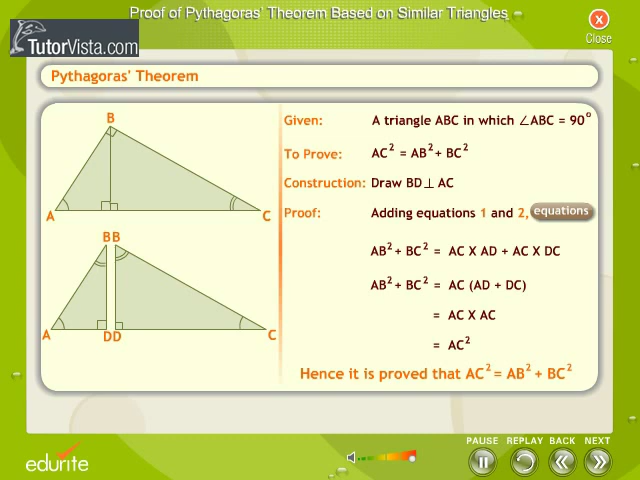 Proof of Pythagoras' Theorem Based on Similar Triangles
TutorVista.com
Close
Pythagoras' Theorem
B
A
C
B B
A
D D
C
Given: A triangle ABC in which ∠ABC = 90°
To Prove: AC² = AB² + BC²
Construction: Draw BD ⊥ AC
Proof: Adding equations 1 and 2, equations
AB² + BC² = AC X AD + AC X DC
AB² + BC² = AC (AD + DC)
= AC X AC
= AC²
Hence it is proved that AC² = AB² + BC²
edurite
PAUSE REPLAY BACK NEXT